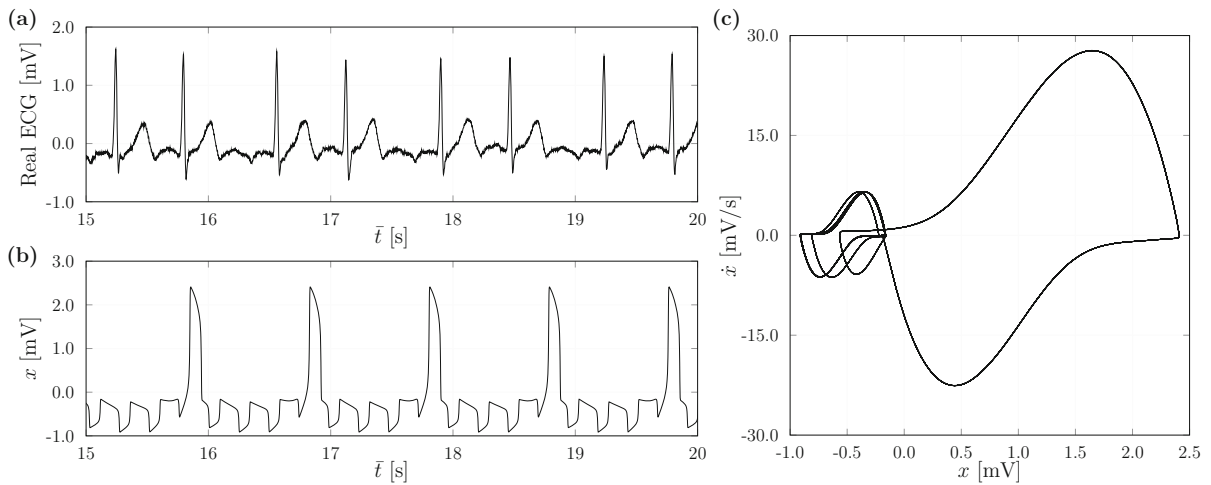 (a)
Real ECG [mV]
2.0
1.0
0.0
-1.0
15 16 17 18 19 20
t̄ [s]
(b)
x [mV]
3.0
2.0
1.0
0.0
-1.0
15 16 17 18 19 20
t̄ [s]
(c)
ẋ [mV/s]
30.0
15.0
0.0
-15.0
-30.0
-1.0 -0.5 0.0 0.5 1.0 1.5 2.0 2.5
x [mV]